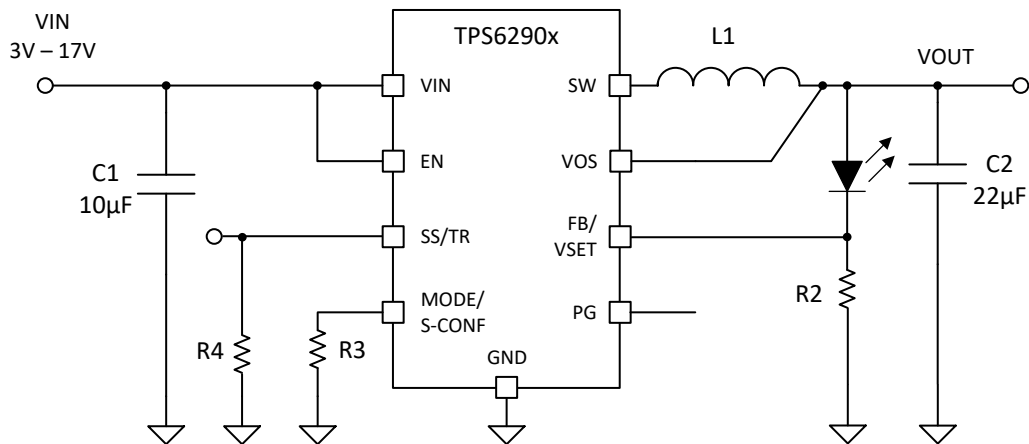 VIN
3V – 17V
TPS6290x
L1
VOUT
VIN
SW
C1
10µF
EN
VOS
C2
22µF
SS/TR
FB/
VSET
R4
R3
MODE/
S-CONF
PG
R2
GND